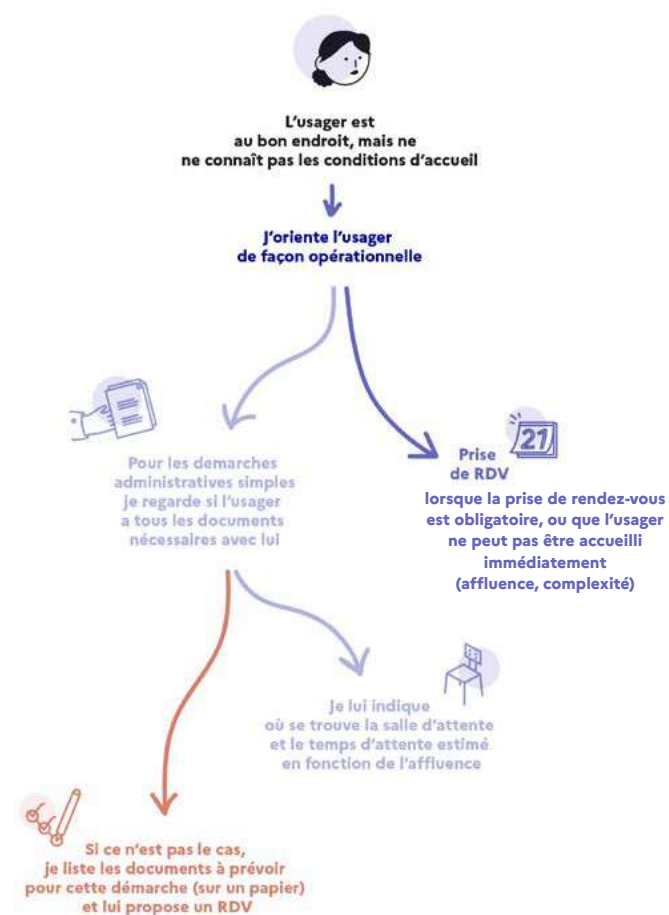 L'usager est
au bon endroit, mais ne
ne connaît pas les conditions d'accueil
J'oriente l'usager
de façon opérationnelle
Pour les demarches
administratives simples
je regarde si l'usager
a tous les documents
nécessaires avec lui
21
Prise
de RDV
lorsque la prise de rendez-vous
est obligatoire, ou que l'usager
ne peut pas être accueilli
immédiatement
(affluence, complexité)
Je lui indique
où se trouve la salle d'attente
et le temps d'attente estimé
en fonction de l'affluence
Si ce n'est pas le cas,
je liste les documents à prévoir
pour cette démarche (sur un papier)
et lui propose un RDV